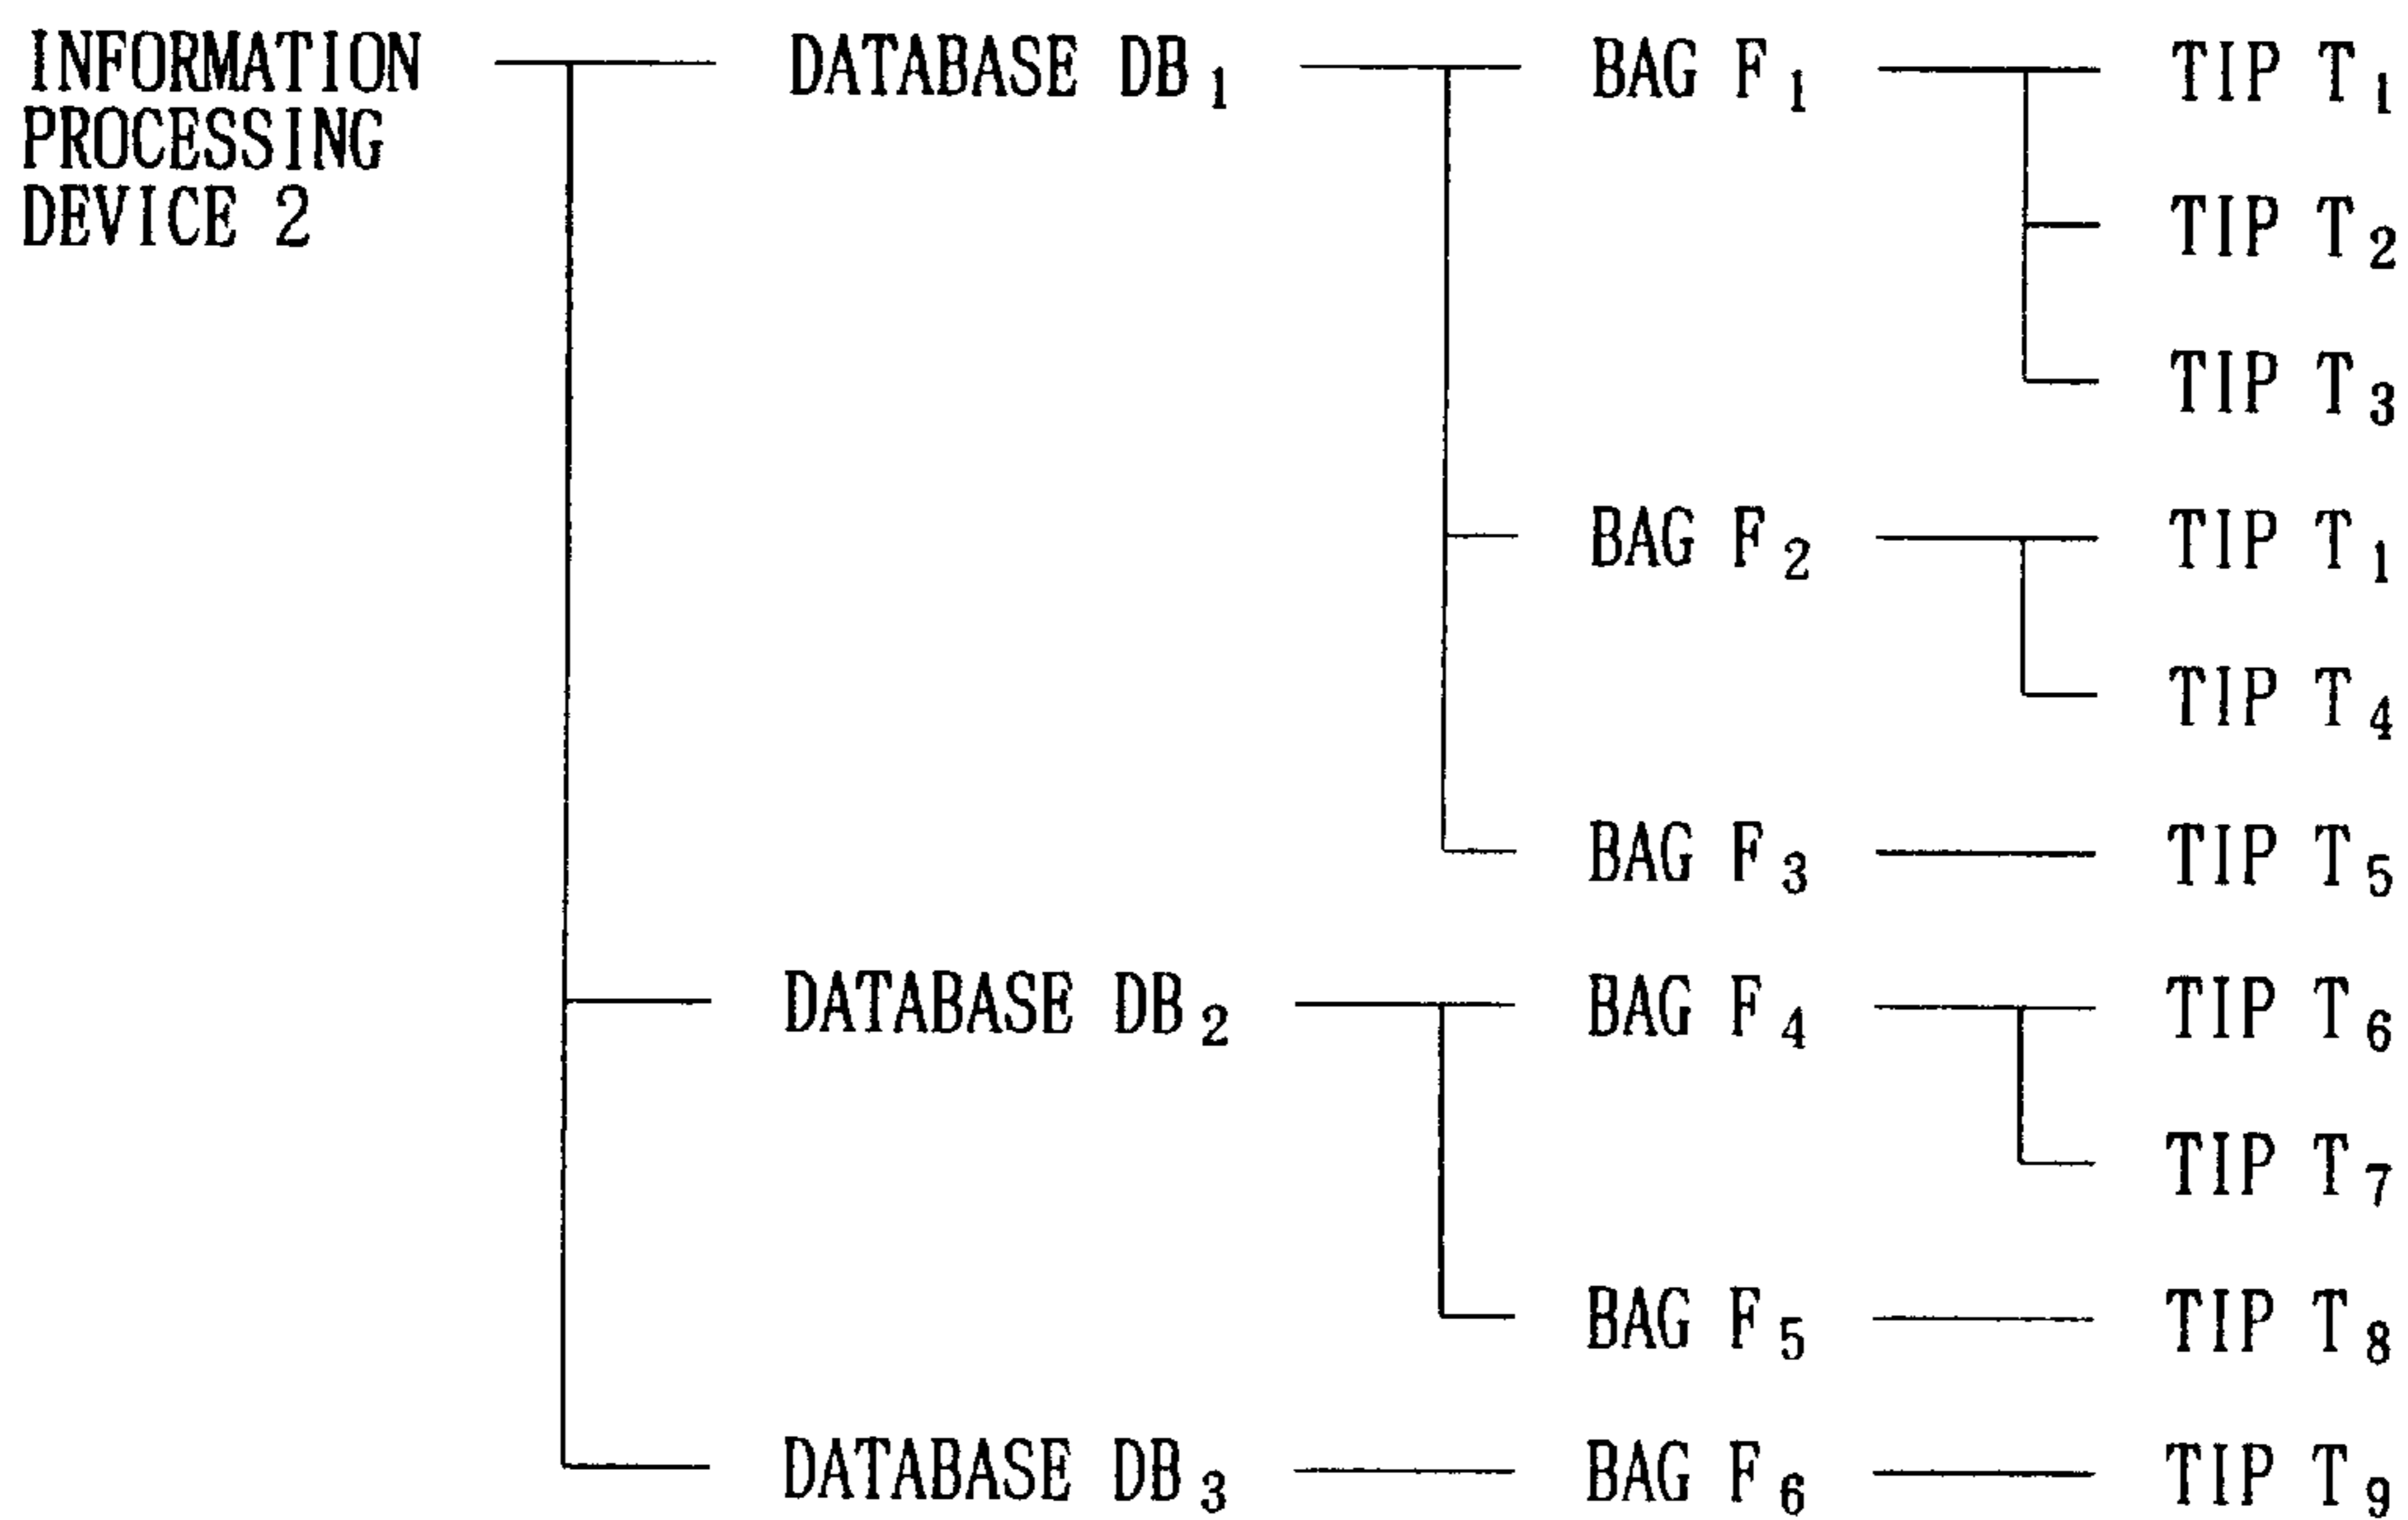 INFORMATION DATABASE DB1 BAG F1 TIP T1
PROCESSING
DEVICE 2 TIP T2
TIP T3
BAG F2 TIP T1
TIP T4
BAG F3 TIP T5
DATABASE DB2 BAG F4 TIP T6
TIP T7
BAG F5 TIP T8
DATABASE DB3 BAG F6 TIP T9